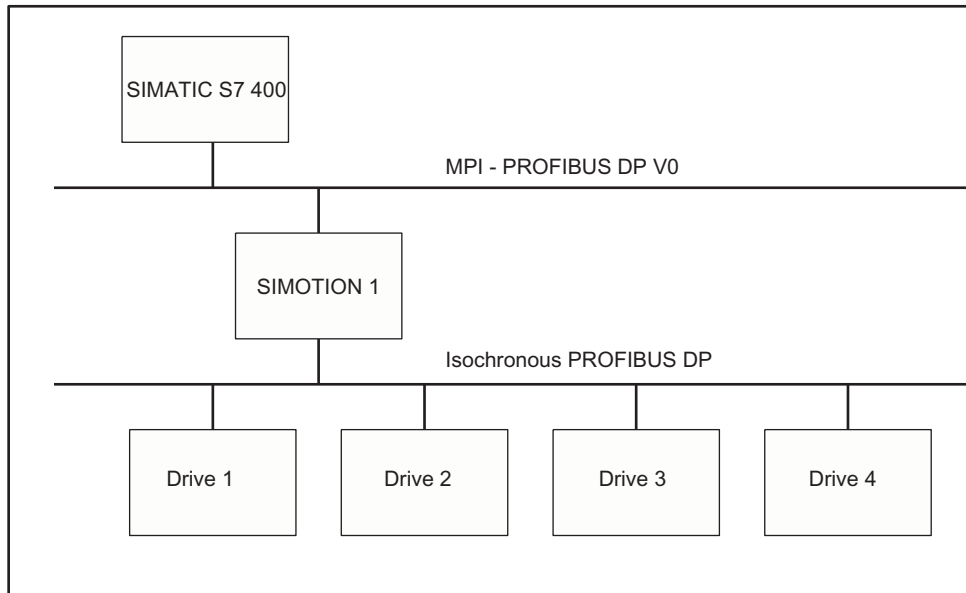 SIMATIC S7 400
MPI - PROFIBUS DP V0
SIMOTION 1
Isochronous PROFIBUS DP
Drive 1
Drive 2
Drive 3
Drive 4